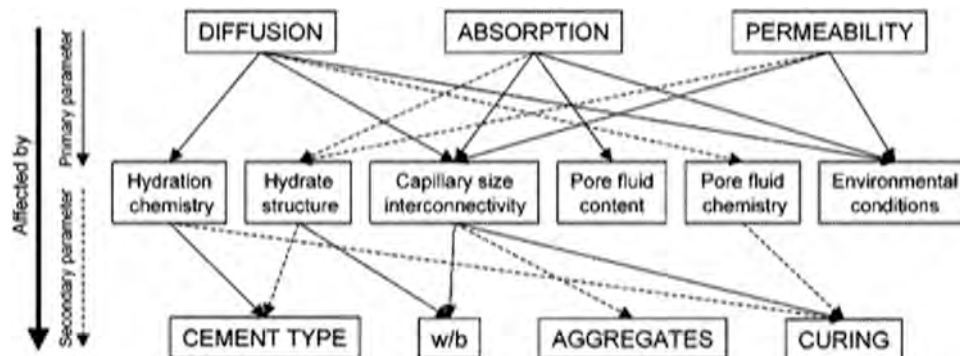 DIFFUSION
ABSORPTION
PERMEABILITY
Affected by
Primary parameter
Secondary parameter
Hydration
chemistry
Hydrate
structure
Capillary size
interconnectivity
Pore fluid
content
Pore fluid
chemistry
Environmental
conditions
CEMENT TYPE
w/b
AGGREGATES
CURING